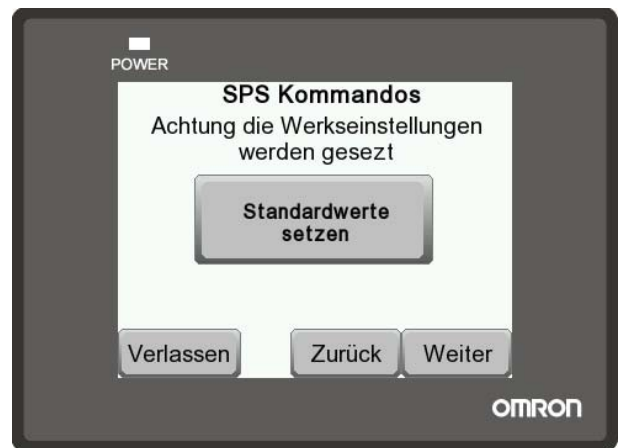 POWER
SPS Kommandos
Achtung die Werkseinstellungen
werden gesezt
Standardwerte
setzen
Verlassen
Zurück
Weiter
OMRON